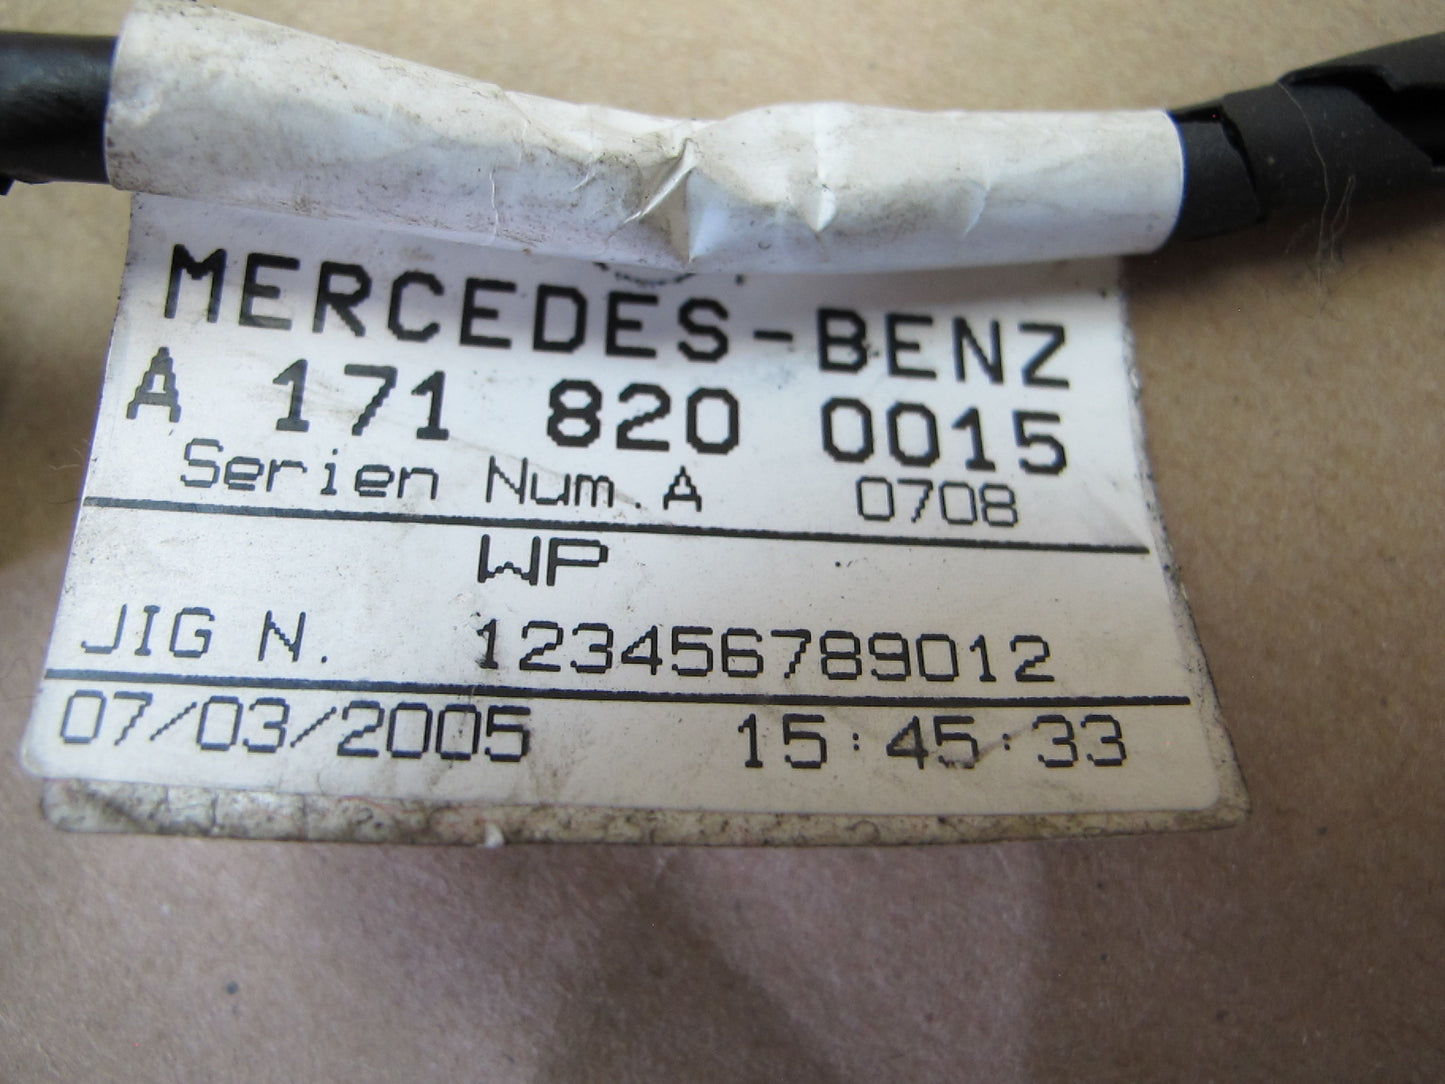 MERCEDES-BENZ
A 171 820 0015
Serien Num. A 0708
WP
JIG N. 123456789012
07/03/2005 15:45:33